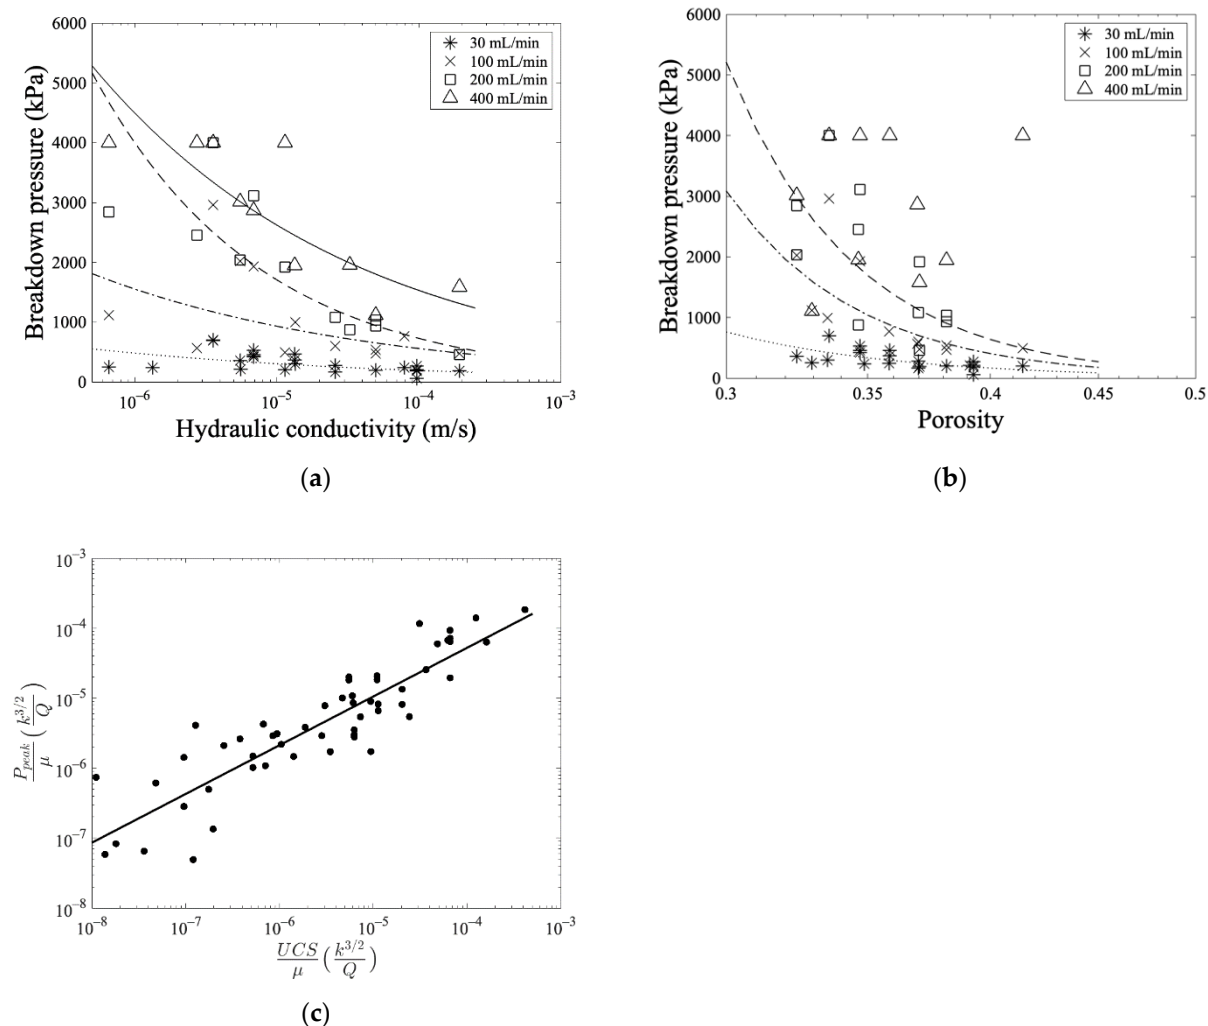 6000
5000
4000
3000
2000
1000
0
Breakdown pressure (kPa)
30 mL/min
100 mL/min
200 mL/min
400 mL/min
10⁻⁶
10⁻⁵
10⁻⁴
10⁻³
Hydraulic conductivity (m/s)
(a)
6000
5000
4000
3000
2000
1000
0
Breakdown pressure (kPa)
30 mL/min
100 mL/min
200 mL/min
400 mL/min
0.3
0.35
0.4
0.45
0.5
Porosity
(b)
10⁻³
10⁻⁴
10⁻⁵
10⁻⁶
10⁻⁷
10⁻⁸
P_peak/μ (k^{3/2}/Q)
10⁻⁸
10⁻⁷
10⁻⁶
10⁻⁵
10⁻⁴
10⁻³
UCS/μ (k^{3/2}/Q)
(c)